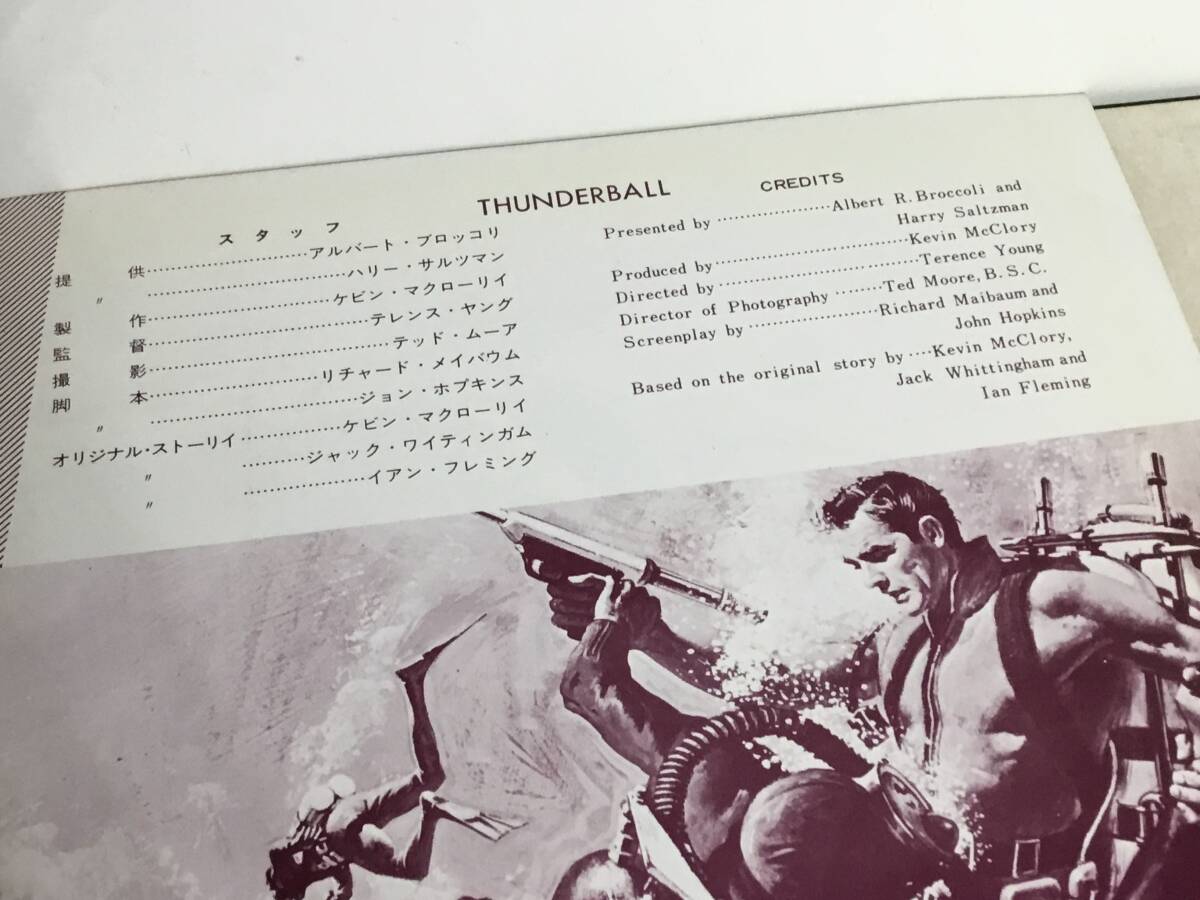 THUNDERBALL
スタッフ
提供……………………アルバート・ブロッコリ
〃……………………ハリー・サルツマン
製作……………………ケビン・マクローリイ
監督……………………テレンス・ヤング
撮影……………………テッド・ムーア
脚本……………………リチャード・メイバウム
〃……………………ジョン・ホプキンス
オリジナル・ストーリイ……………ケビン・マクローリイ
〃…………ジャック・ワイティンガム
〃………………イアン・フレミング
CREDITS
Presented by ………………Albert R. Broccoli and
Harry Saltzman
Produced by………………………Kevin McClory
Directed by………………………Terence Young
Director of Photography ………Ted Moore, B. S. C.
Screenplay by………………Richard Maibaum and
John Hopkins
Based on the original story by ‥‥Kevin McClory,
Jack Whittingham and
Ian Fleming